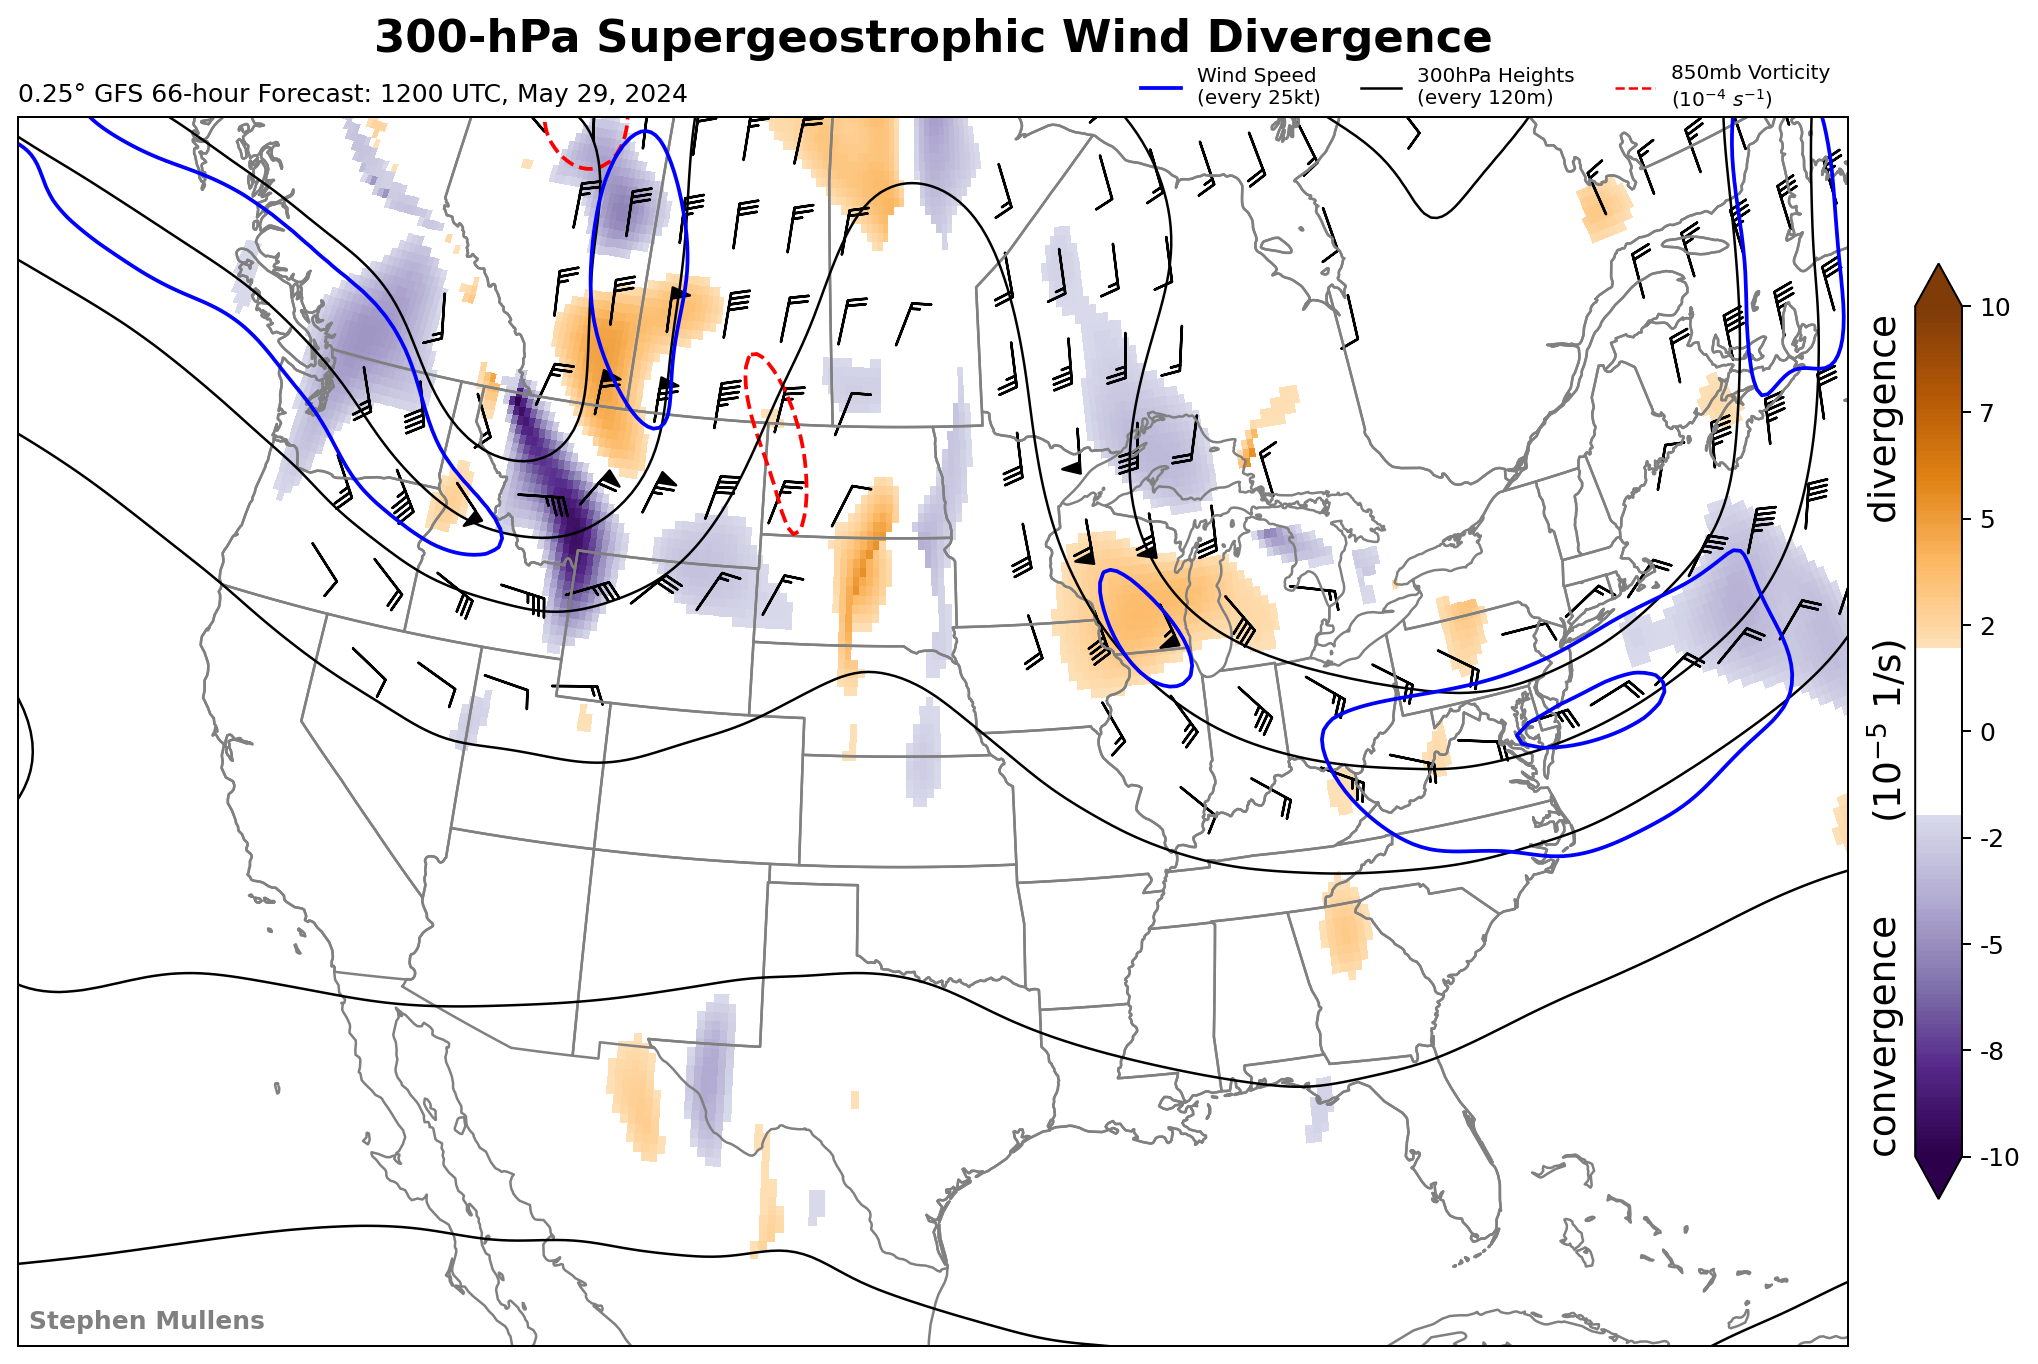 300-hPa Supergeostrophic Wind Divergence
0.25° GFS 66-hour Forecast: 1200 UTC, May 29, 2024
Wind Speed
(every 25kt)
300hPa Heights
(every 120m)
850mb Vorticity
(10⁻⁴ s⁻¹)
10
7
5
2
0
-2
-5
-8
-10
convergence (10⁻⁵ 1/s) divergence
Stephen Mullens